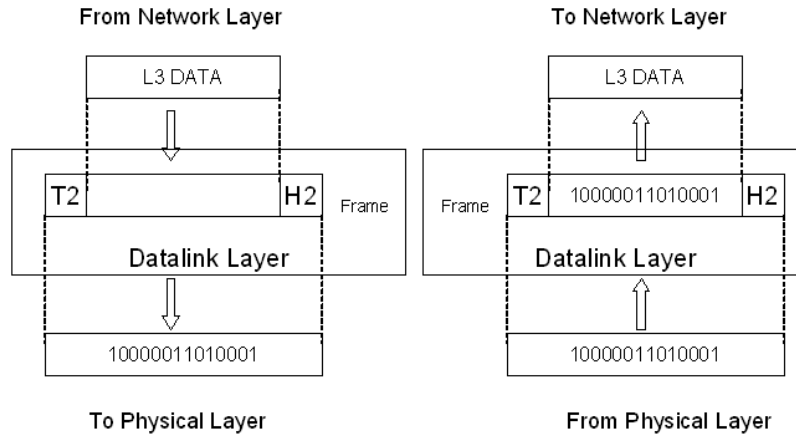 From Network Layer
To Network Layer
L3 DATA
L3 DATA
T2
H2
Frame
Frame
T2
10000011010001
H2
Datalink Layer
Datalink Layer
10000011010001
10000011010001
To Physical Layer
From Physical Layer